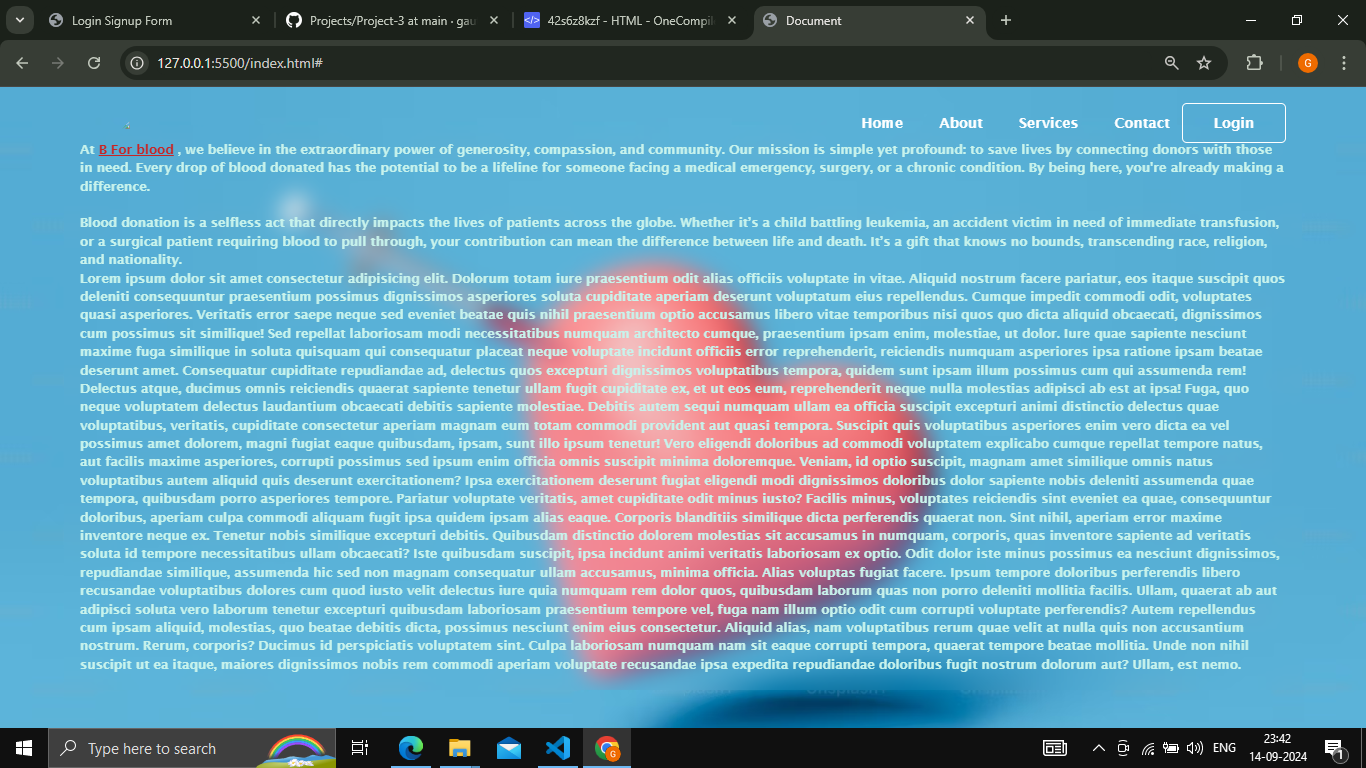 Login Signup Form
Projects/Project-3 at main · gau
42s6z8kzf - HTML - OneCompil
Document
127.0.0.1:5500/index.html#
G
Home About Services Contact Login
At B For blood , we believe in the extraordinary power of generosity, compassion, and community. Our mission is simple yet profound: to save lives by connecting donors with those
in need. Every drop of blood donated has the potential to be a lifeline for someone facing a medical emergency, surgery, or a chronic condition. By being here, you're already making a
difference.
Blood donation is a selfless act that directly impacts the lives of patients across the globe. Whether it's a child battling leukemia, an accident victim in need of immediate transfusion,
or a surgical patient requiring blood to pull through, your contribution can mean the difference between life and death. It's a gift that knows no bounds, transcending race, religion,
and nationality.
Lorem ipsum dolor sit amet consectetur adipisicing elit. Dolorum totam iure praesentium odit alias officiis voluptate in vitae. Aliquid nostrum facere pariatur, eos itaque suscipit quos
deleniti consequuntur praesentium possimus dignissimos asperiores soluta cupiditate aperiam deserunt voluptatum eius repellendus. Cumque impedit commodi odit, voluptates
quasi asperiores. Veritatis error saepe neque sed eveniet beatae quis nihil praesentium optio accusamus libero vitae temporibus nisi quos quo dicta aliquid obcaecati, dignissimos
cum possimus sit similique! Sed repellat laboriosam modi necessitatibus numquam architecto cumque, praesentium ipsam enim, molestiae, ut dolor. Iure quae sapiente nesciunt
maxime fuga similique in soluta quisquam qui consequatur placeat neque voluptate incidunt officiis error reprehenderit, reiciendis numquam asperiores ipsa ratione ipsam beatae
deserunt amet. Consequatur cupiditate repudiandae ad, delectus quos excepturi dignissimos voluptatibus tempora, quidem sunt ipsam illum possimus cum qui assumenda rem!
Delectus atque, ducimus omnis reiciendis quaerat sapiente tenetur ullam fugit cupiditate ex, et ut eos eum, reprehenderit neque nulla molestias adipisci ab est at ipsa! Fuga, quo
neque voluptatem delectus laudantium obcaecati debitis sapiente molestiae. Debitis autem sequi numquam ullam ea officia suscipit excepturi animi distinctio delectus quae
voluptatibus, veritatis, cupiditate consectetur aperiam magnam eum totam commodi provident aut quasi tempora. Suscipit quis voluptatibus asperiores enim vero dicta ea vel
possimus amet dolorem, magni fugiat eaque quibusdam, ipsam, sunt illo ipsum tenetur! Vero eligendi doloribus ad commodi voluptatem explicabo cumque repellat tempore natus,
aut facilis maxime asperiores, corrupti possimus sed ipsum enim officia omnis suscipit minima doloremque. Veniam, id optio suscipit, magnam amet similique omnis natus
voluptatibus autem aliquid quis deserunt exercitationem? Ipsa exercitationem deserunt fugiat eligendi modi dignissimos doloribus dolor sapiente nobis deleniti assumenda quae
tempora, quibusdam porro asperiores tempore. Pariatur voluptate veritatis, amet cupiditate odit minus iusto? Facilis minus, voluptates reiciendis sint eveniet ea quae, consequuntur
doloribus, aperiam culpa commodi aliquam fugit ipsa quidem ipsam alias eaque. Corporis blanditiis similique dicta perferendis quaerat non. Sint nihil, aperiam error maxime
inventore neque ex. Tenetur nobis similique excepturi debitis. Quibusdam distinctio dolorem molestias sit accusamus in numquam, corporis, quas inventore sapiente ad veritatis
soluta id tempore necessitatibus ullam obcaecati? Iste quibusdam suscipit, ipsa incidunt animi veritatis laboriosam ex optio. Odit dolor iste minus possimus ea nesciunt dignissimos,
repudiandae similique, assumenda hic sed non magnam consequatur ullam accusamus, minima officia. Alias voluptas fugiat facere. Ipsum tempore doloribus perferendis libero
recusandae voluptatibus dolores cum quod iusto velit delectus iure quia numquam rem dolor quos, quibusdam laborum quas non porro deleniti mollitia facilis. Ullam, quaerat ab aut
adipisci soluta vero laborum tenetur excepturi quibusdam laboriosam praesentium tempore vel, fuga nam illum optio odit cum corrupti voluptate perferendis? Autem repellendus
cum ipsam aliquid, molestias, quo beatae debitis dicta, possimus nesciunt enim eius consectetur. Aliquid alias, nam voluptatibus rerum quae velit at nulla quis non accusantium
nostrum. Rerum, corporis? Ducimus id perspiciatis voluptatem sint. Culpa laboriosam numquam nam sit eaque corrupti tempora, quaerat tempore beatae mollitia. Unde non nihil
suscipit ut ea itaque, maiores dignissimos nobis rem commodi aperiam voluptate recusandae ipsa expedita repudiandae doloribus fugit nostrum dolorum aut? Ullam, est nemo.
Type here to search
ENG
23:42
14-09-2024
1